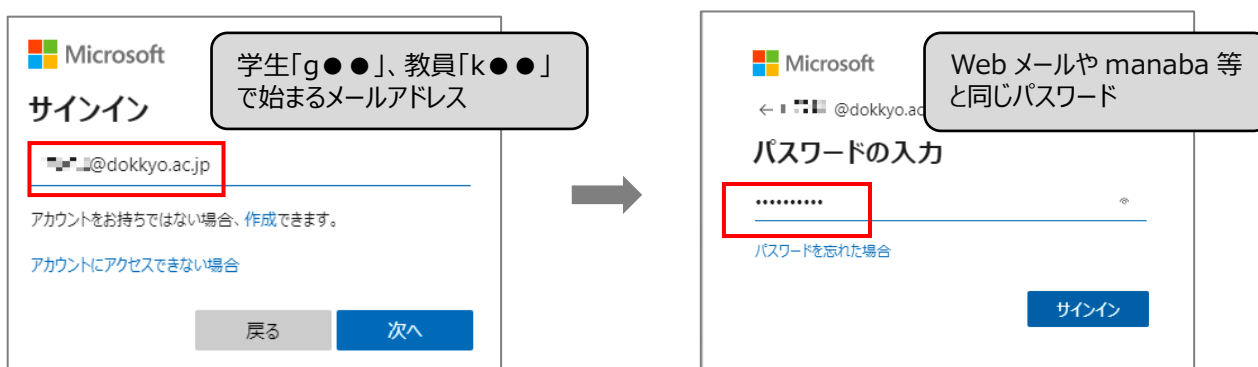 Microsoft
学生「g●●」、教員「k●●」
で始まるメールアドレス
サインイン
@dokkyo.ac.jp
アカウントをお持ちではない場合、作成できます。
アカウントにアクセスできない場合
戻る
次へ
Microsoft
Web メールや manaba 等
と同じパスワード
← @dokkyo.ac
パスワードの入力
••••••••••
パスワードを忘れた場合
サインイン